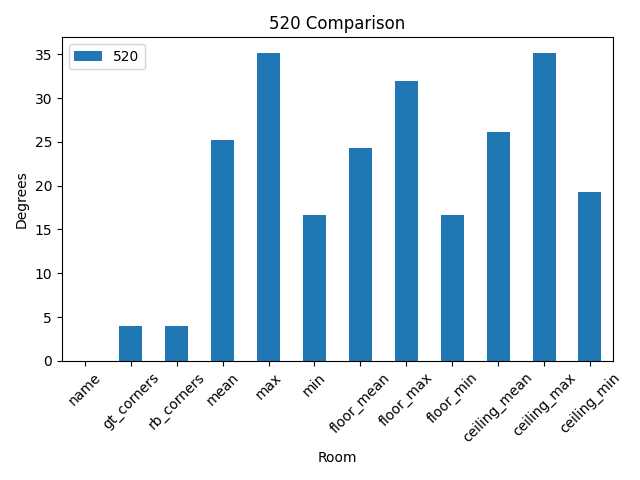 520 Comparison
520
Degrees
35
30
25
20
15
10
5
0
name
gt_corners
rb_corners
mean
max
min
floor_mean
floor_max
floor_min
ceiling_mean
ceiling_max
ceiling_min
Room